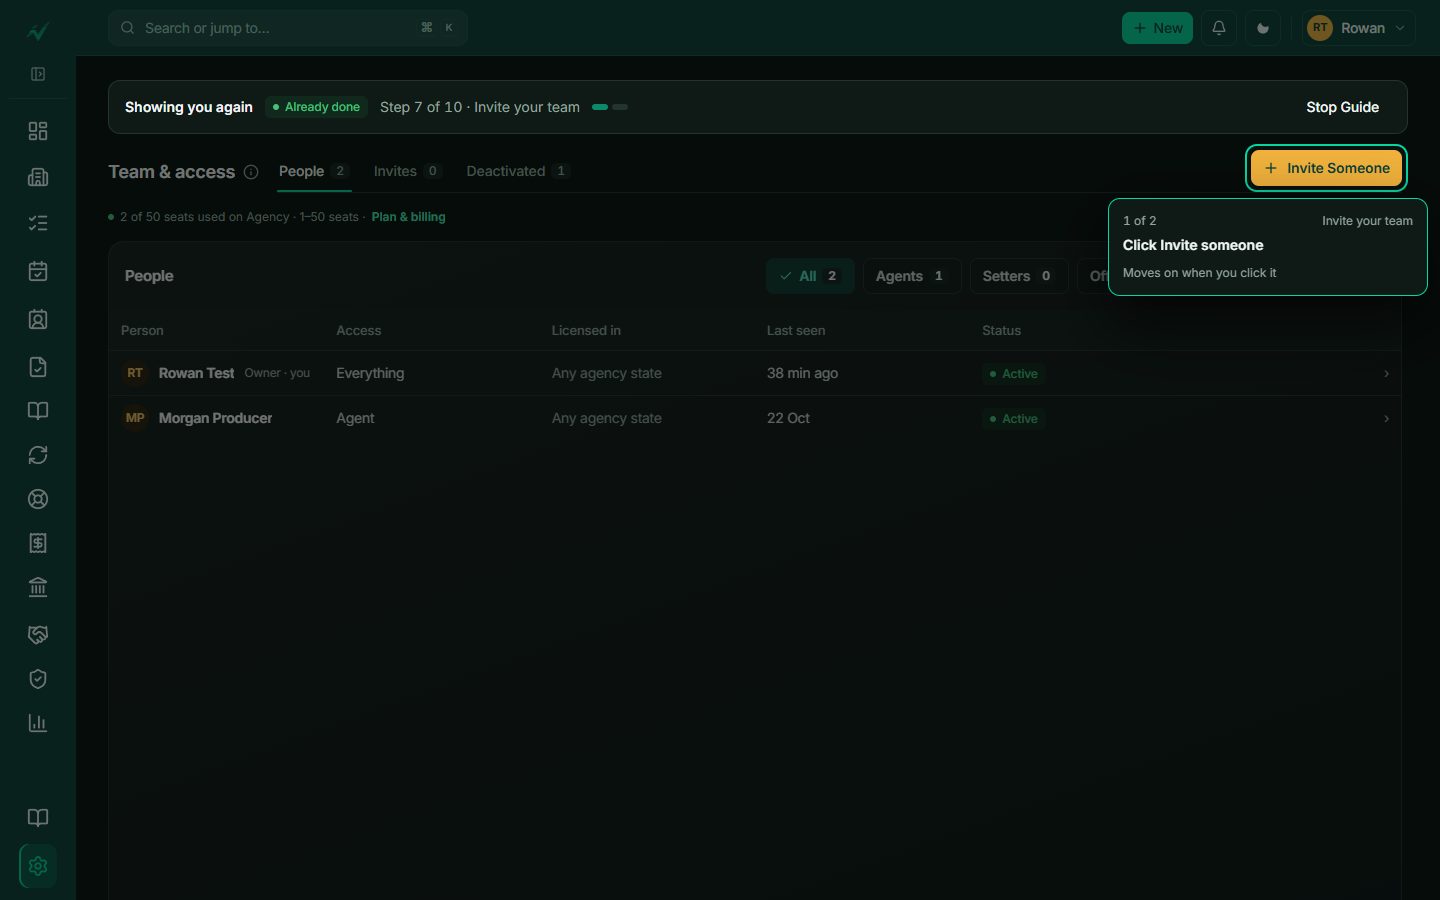 Search or jump to... ⌘ K
+ New
RT Rowan
Showing you again Already done Step 7 of 10 · Invite your team Stop Guide
Team & access People 2 Invites 0 Deactivated 1
+ Invite Someone
2 of 50 seats used on Agency · 1–50 seats · Plan & billing
1 of 2 Invite your team
Click Invite someone
Moves on when you click it
People All 2 Agents 1 Setters 0
Person Access Licensed in Last seen Status
RT Rowan Test Owner · you Everything Any agency state 38 min ago Active
MP Morgan Producer Agent Any agency state 22 Oct Active